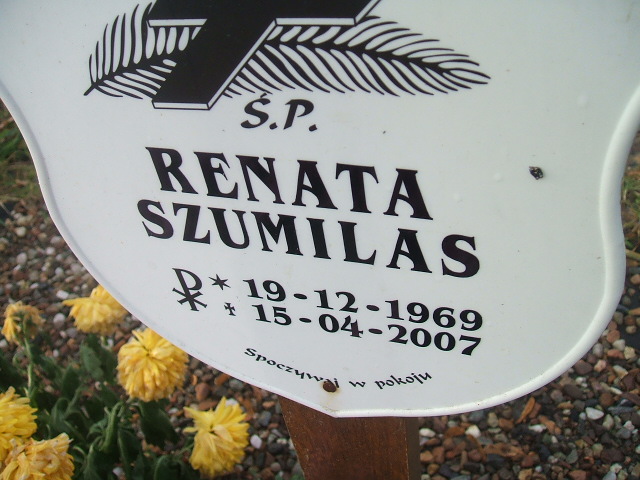 Ś.P.
RENATA
SZUMILAS
* 19-12-1969
✝ 15-04-2007
Spoczywaj w pokoju